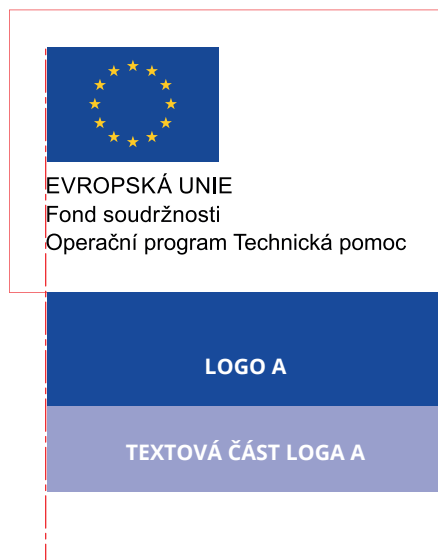 EVROPSKÁ UNIE
Fond soudržnosti
Operační program Technická pomoc
LOGO A
TEXTOVÁ ČÁST LOGA A